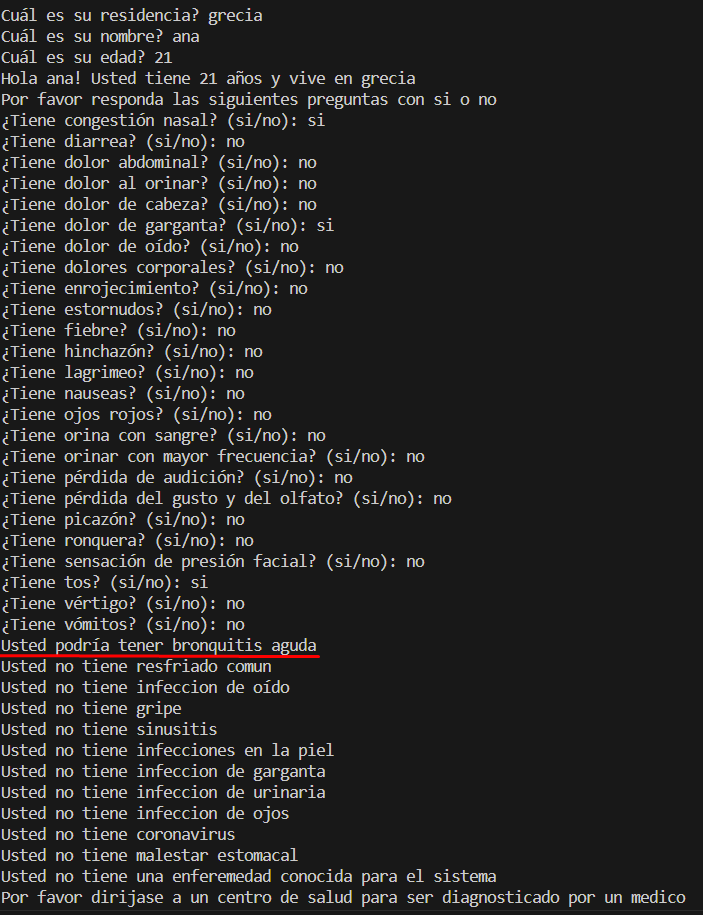 Cuál es su residencia? grecia
Cuál es su nombre? ana
Cuál es su edad? 21
Hola ana! Usted tiene 21 años y vive en grecia
Por favor responda las siguientes preguntas con si o no
¿Tiene congestión nasal? (si/no): si
¿Tiene diarrea? (si/no): no
¿Tiene dolor abdominal? (si/no): no
¿Tiene dolor al orinar? (si/no): no
¿Tiene dolor de cabeza? (si/no): no
¿Tiene dolor de garganta? (si/no): si
¿Tiene dolor de oído? (si/no): no
¿Tiene dolores corporales? (si/no): no
¿Tiene enrojecimiento? (si/no): no
¿Tiene estornudos? (si/no): no
¿Tiene fiebre? (si/no): no
¿Tiene hinchazón? (si/no): no
¿Tiene lagrimeo? (si/no): no
¿Tiene nauseas? (si/no): no
¿Tiene ojos rojos? (si/no): no
¿Tiene orina con sangre? (si/no): no
¿Tiene orinar con mayor frecuencia? (si/no): no
¿Tiene pérdida de audición? (si/no): no
¿Tiene pérdida del gusto y del olfato? (si/no): no
¿Tiene picazón? (si/no): no
¿Tiene ronquera? (si/no): no
¿Tiene sensación de presión facial? (si/no): no
¿Tiene tos? (si/no): si
¿Tiene vértigo? (si/no): no
¿Tiene vómitos? (si/no): no
Usted podría tener bronquitis aguda
Usted no tiene resfriado comun
Usted no tiene infeccion de oído
Usted no tiene gripe
Usted no tiene sinusitis
Usted no tiene infecciones en la piel
Usted no tiene infeccion de garganta
Usted no tiene infeccion de urinaria
Usted no tiene infeccion de ojos
Usted no tiene coronavirus
Usted no tiene malestar estomacal
Usted no tiene una enferemedad conocida para el sistema
Por favor dirijase a un centro de salud para ser diagnosticado por un medico